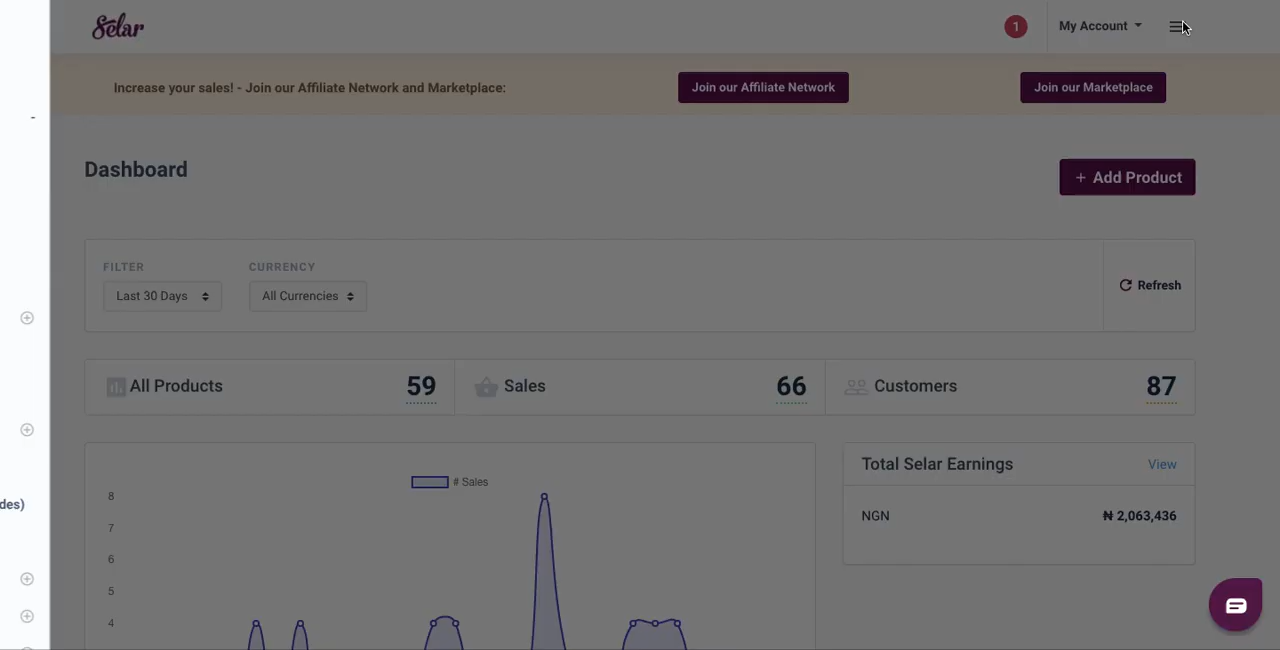 Selar
1
My Account
-
Increase your sales! - Join our Affiliate Network and Marketplace:
Join our Affiliate Network
Join our Marketplace
Dashboard
+ Add Product
FILTER
CURRENCY
Last 30 Days
All Currencies
Refresh
All Products
59
Sales
66
Customers
87
Total Selar Earnings
View
# Sales
8
7
6
5
4
NGN
₦ 2,063,436
des)